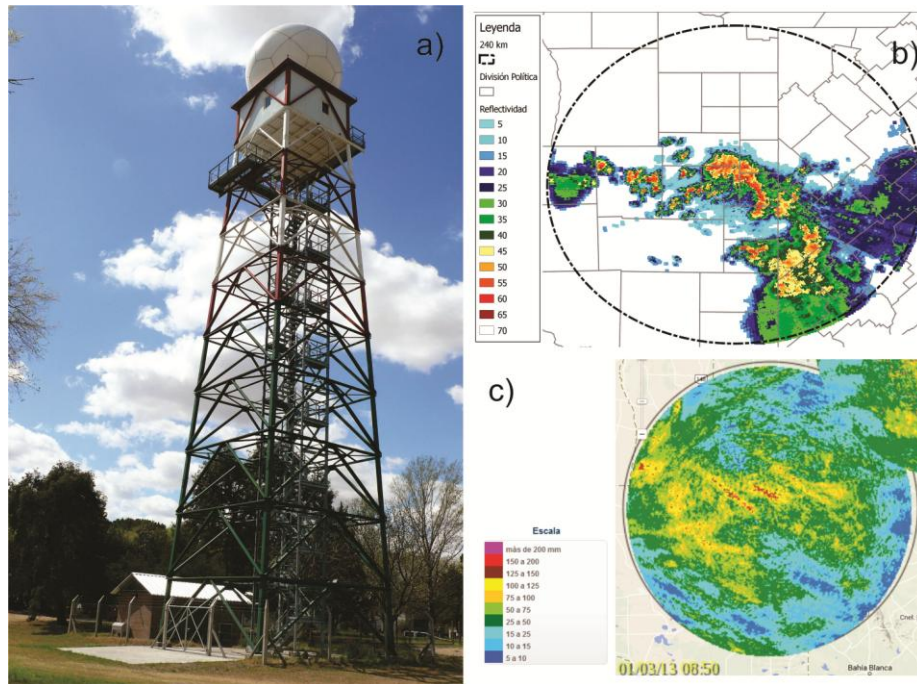 a)
b)
Leyenda
240 km
División Política
Reflectividad
5
10
15
20
25
30
35
40
45
50
55
60
65
70
c)
Escala
màs de 200 mm
150 a 200
125 a 150
100 a 125
75 a 100
50 a 75
25 a 50
15 a 25
10 a 15
5 a 10
Cnel.
Bahía Blanca
01/03/13 08:50